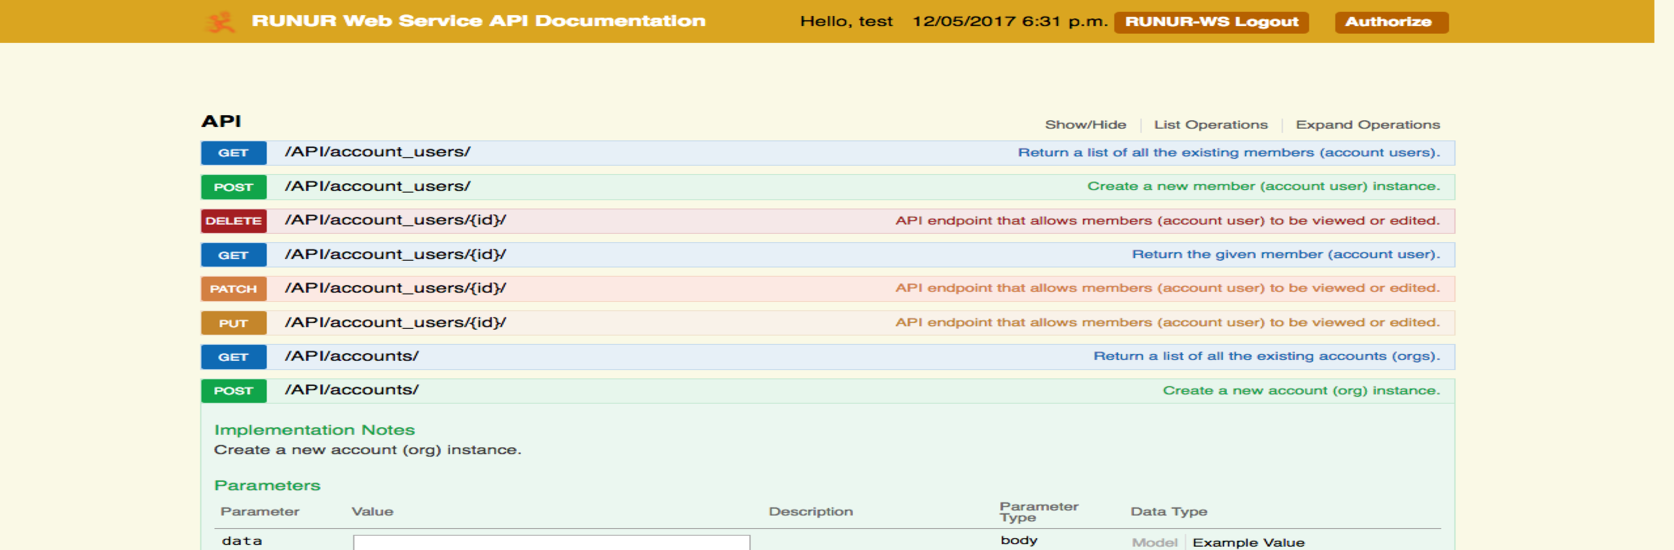 RUNUR Web Service API Documentation Hello, test 12/05/2017 6:31 p.m. RUNUR-WS Logout Authorize
API Show/Hide List Operations Expand Operations
GET /API/account_users/ Return a list of all the existing members (account users).
POST /API/account_users/ Create a new member (account user) instance.
DELETE /API/account_users/{id}/ API endpoint that allows members (account user) to be viewed or edited.
GET /API/account_users/{id}/ Return the given member (account user).
PATCH /API/account_users/{id}/ API endpoint that allows members (account user) to be viewed or edited.
PUT /API/account_users/{id}/ API endpoint that allows members (account user) to be viewed or edited.
GET /API/accounts/ Return a list of all the existing accounts (orgs).
POST /API/accounts/ Create a new account (org) instance.
Implementation Notes
Create a new account (org) instance.
Parameters
Parameter Value Description Parameter Type Data Type
data body Model Example Value